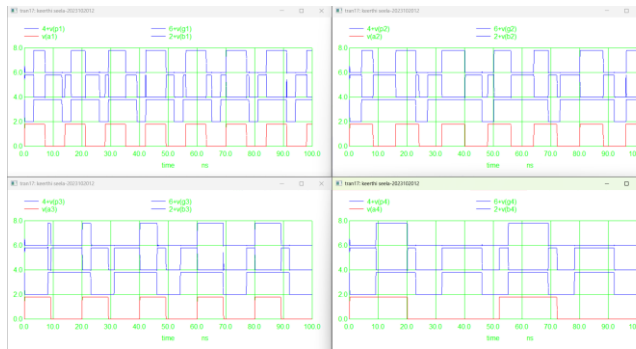 tran17: keerthi seela-2023102012
4+v(p1) 6+v(g1)
v(a1) 2+v(b1)
8.0
6.0
4.0
2.0
0.0
0.0 10.0 20.0 30.0 40.0 50.0 60.0 70.0 80.0 90.0 100.0
time ns
tran17: keerthi seela-2023102012
4+v(p2) 6+v(g2)
v(a2) 2+v(b2)
8.0
6.0
4.0
2.0
0.0
0.0 10.0 20.0 30.0 40.0 50.0 60.0 70.0 80.0 90.0 100.
time ns
tran17: keerthi seela-2023102012
4+v(p3) 6+v(g3)
v(a3) 2+v(b3)
8.0
6.0
4.0
2.0
0.0
0.0 10.0 20.0 30.0 40.0 50.0 60.0 70.0 80.0 90.0 100.0
time ns
tran17: keerthi seela-2023102012
4+v(p4) 6+v(g4)
v(a4) 2+v(b4)
8.0
6.0
4.0
2.0
0.0
0.0 10.0 20.0 30.0 40.0 50.0 60.0 70.0 80.0 90.0 100.
time ns